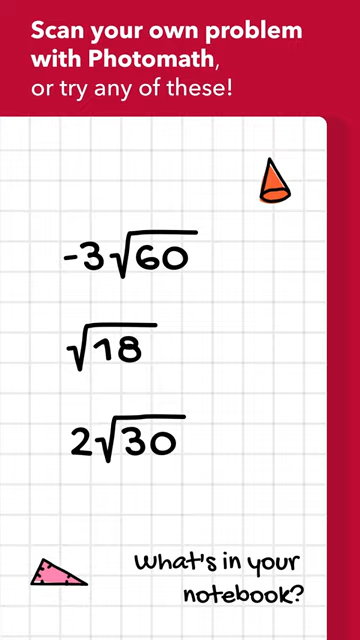 Scan your own problem
with Photomath,
or try any of these!
-3√60
√18
2√30
What's in your
notebook?